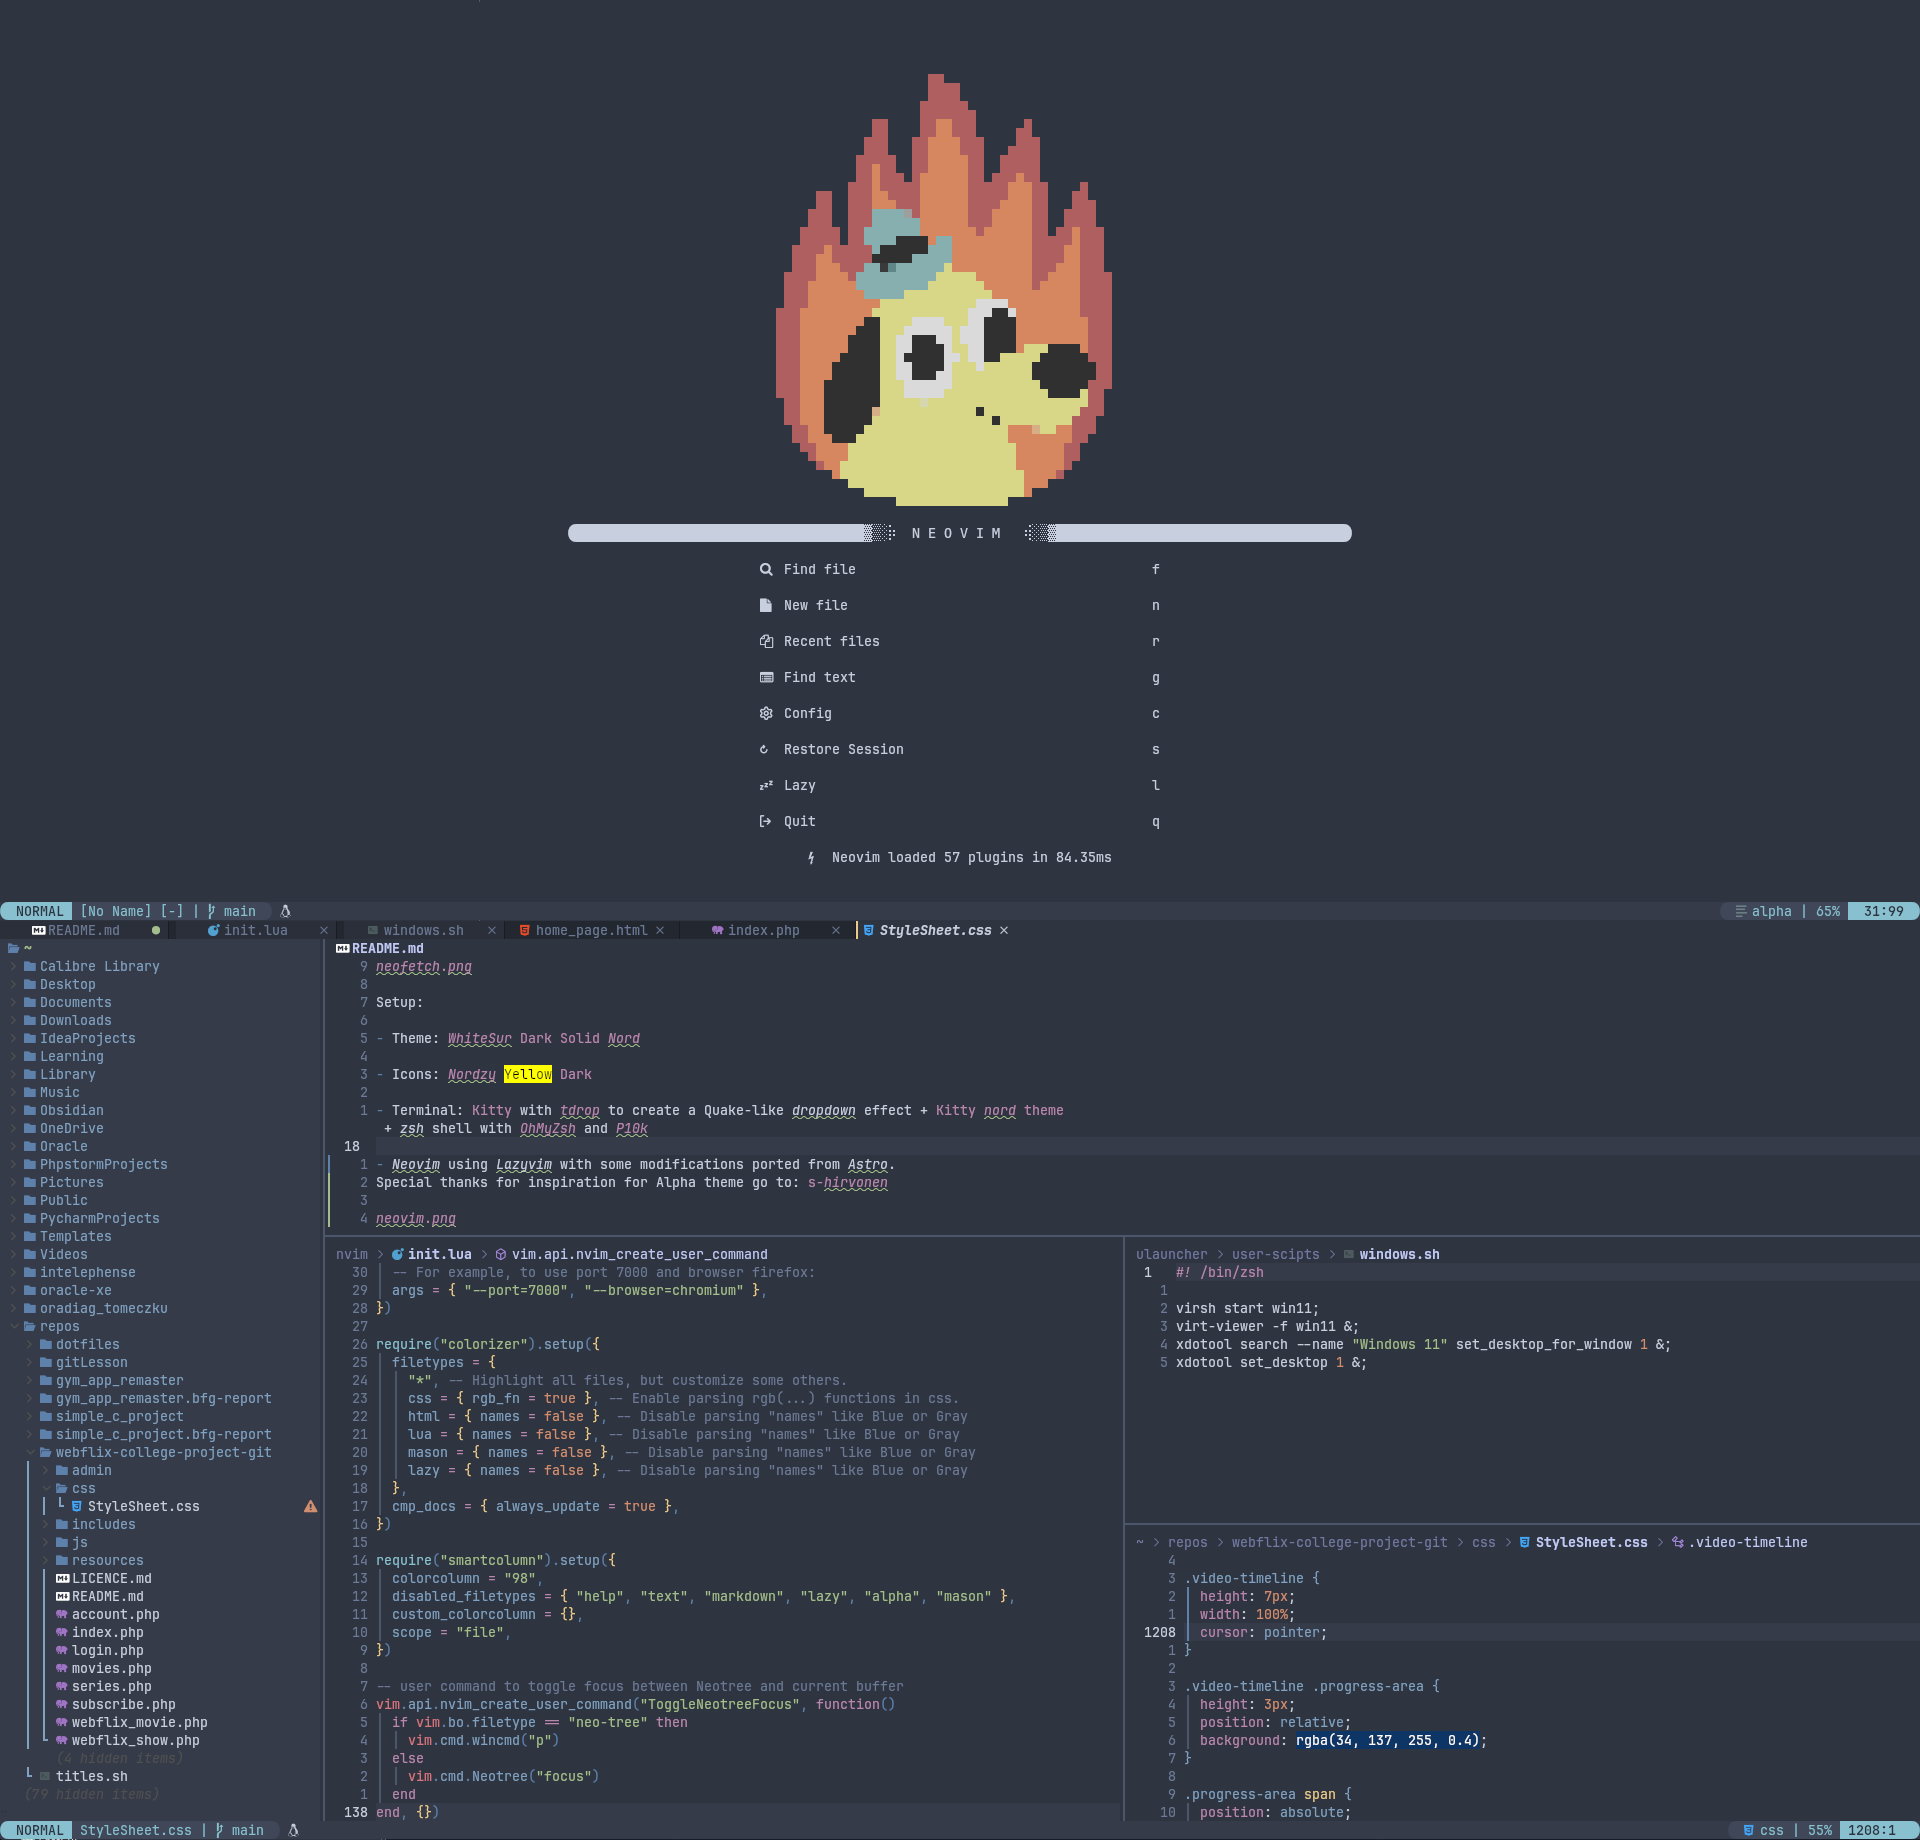 NEOVIM
Find file f
New file n
Recent files r
Find text g
Config c
Restore Session s
Lazy l
Quit q
Neovim loaded 57 plugins in 84.35ms
NORMAL [No Name] [-] | main alpha | 65% 31:99
README.md init.lua windows.sh home_page.html index.php StyleSheet.css
~
Calibre Library
Desktop
Documents
Downloads
IdeaProjects
Learning
Library
Music
Obsidian
OneDrive
Oracle
PhpstormProjects
Pictures
Public
PycharmProjects
Templates
Videos
intelephense
oracle-xe
oradiag_tomeczku
repos
dotfiles
gitLesson
gym_app_remaster
gym_app_remaster.bfg-report
simple_c_project
simple_c_project.bfg-report
webflix-college-project-git
admin
css
StyleSheet.css
includes
js
resources
LICENCE.md
README.md
account.php
index.php
login.php
movies.php
series.php
subscribe.php
webflix_movie.php
webflix_show.php
(4 hidden items)
titles.sh
(79 hidden items)
README.md
9 neofetch.png
8
7 Setup:
6
5 - Theme: WhiteSur Dark Solid Nord
4
3 - Icons: Nordzy Yellow Dark
2
1 - Terminal: Kitty with tdrop to create a Quake-like dropdown effect + Kitty nord theme
+ zsh shell with OhMyZsh and P10k
18
1 - Neovim using Lazyvim with some modifications ported from Astro.
2 Special thanks for inspiration for Alpha theme go to: s-hirvonen
3
4 neovim.png
nvim > init.lua > vim.api.nvim_create_user_command
30 -- For example, to use port 7000 and browser firefox:
29 args = { "--port=7000", "--browser=chromium" },
28 })
27
26 require("colorizer").setup({
25 filetypes = {
24 "*", -- Highlight all files, but customize some others.
23 css = { rgb_fn = true }, -- Enable parsing rgb(...) functions in css.
22 html = { names = false }, -- Disable parsing "names" like Blue or Gray
21 lua = { names = false }, -- Disable parsing "names" like Blue or Gray
20 mason = { names = false }, -- Disable parsing "names" like Blue or Gray
19 lazy = { names = false }, -- Disable parsing "names" like Blue or Gray
18 },
17 cmp_docs = { always_update = true },
16 })
15
14 require("smartcolumn").setup({
13 colorcolumn = "98",
12 disabled_filetypes = { "help", "text", "markdown", "lazy", "alpha", "mason" },
11 custom_colorcolumn = {},
10 scope = "file",
9 })
8
7 -- user command to toggle focus between Neotree and current buffer
6 vim.api.nvim_create_user_command("ToggleNeotreeFocus", function()
5 if vim.bo.filetype == "neo-tree" then
4 vim.cmd.wincmd("p")
3 else
2 vim.cmd.Neotree("focus")
1 end
138 end, {})
ulauncher > user-scipts > windows.sh
1 #! /bin/zsh
1
2 virsh start win11;
3 virt-viewer -f win11 &;
4 xdotool search --name "Windows 11" set_desktop_for_window 1 &;
5 xdotool set_desktop 1 &;
~ > repos > webflix-college-project-git > css > StyleSheet.css > .video-timeline
4
3 .video-timeline {
2 height: 7px;
1 width: 100%;
1208 cursor: pointer;
1 }
2
3 .video-timeline .progress-area {
4 height: 3px;
5 position: relative;
6 background: rgba(34, 137, 255, 0.4);
7 }
8
9 .progress-area span {
10 position: absolute;
NORMAL StyleSheet.css | main css | 55% 1208:1